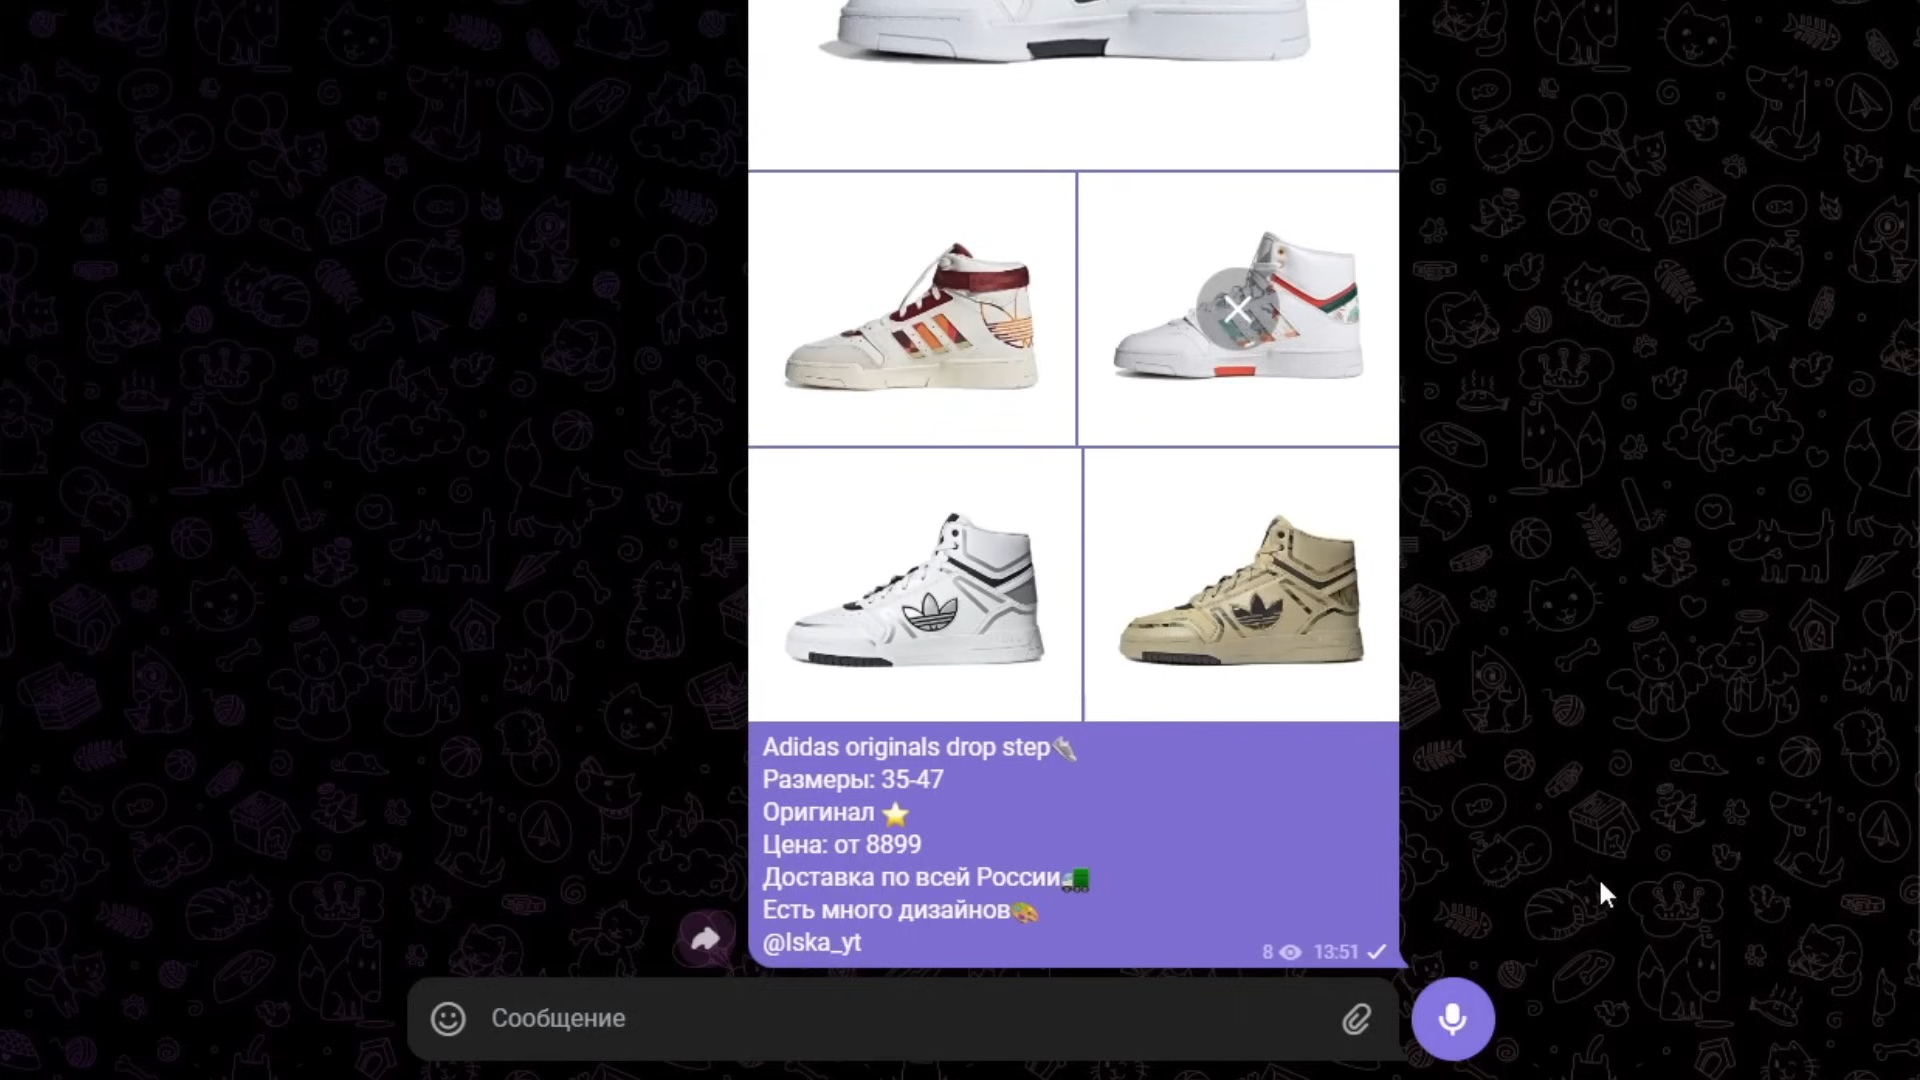 Adidas originals drop step
Размеры: 35-47
Оригинал ⭐
Цена: от 8899
Доставка по всей России🚛
Есть много дизайнов🎨
@Iska_yt
8 13:51
Сообщение